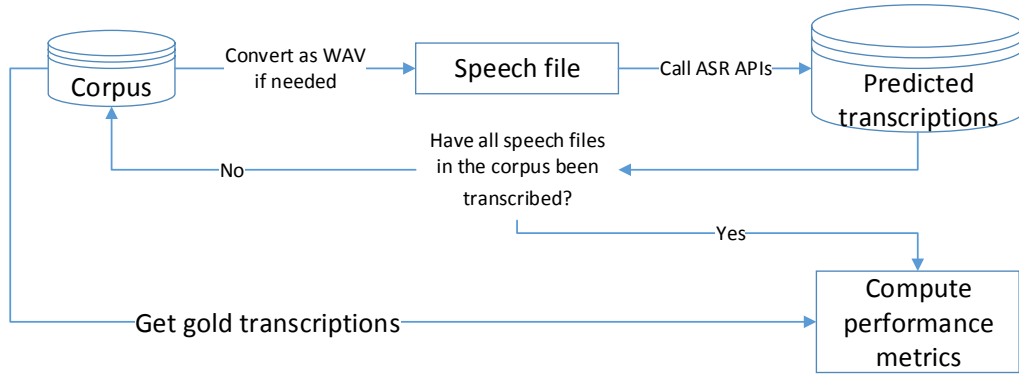 Corpus
Convert as WAV
if needed
Speech file
Call ASR APIs
Predicted
transcriptions
Have all speech files
in the corpus been
transcribed?
No
Yes
Get gold transcriptions
Compute
performance
metrics